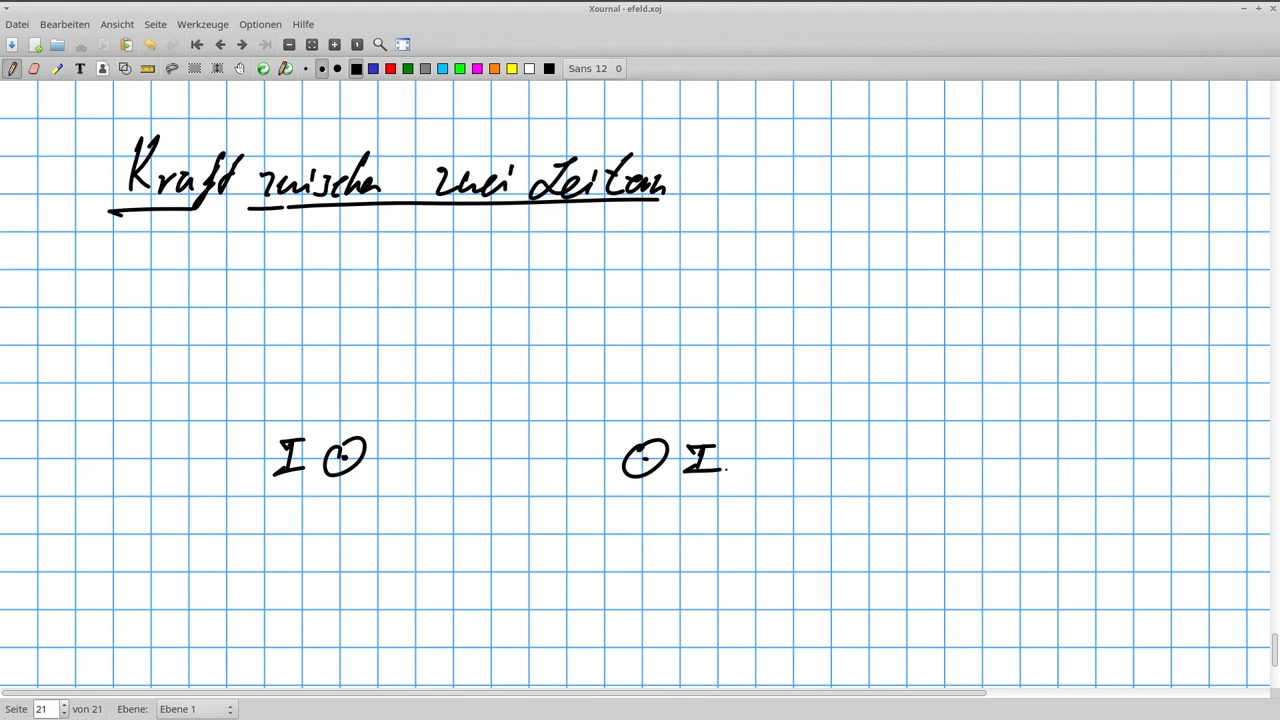 Xournal - efeld.xoj
Datei Bearbeiten Ansicht Seite Werkzeuge Optionen Hilfe
Sans 12 0
Kraft zwischen zwei Leitern
I I
Seite 21 von 21 Ebene: Ebene 1